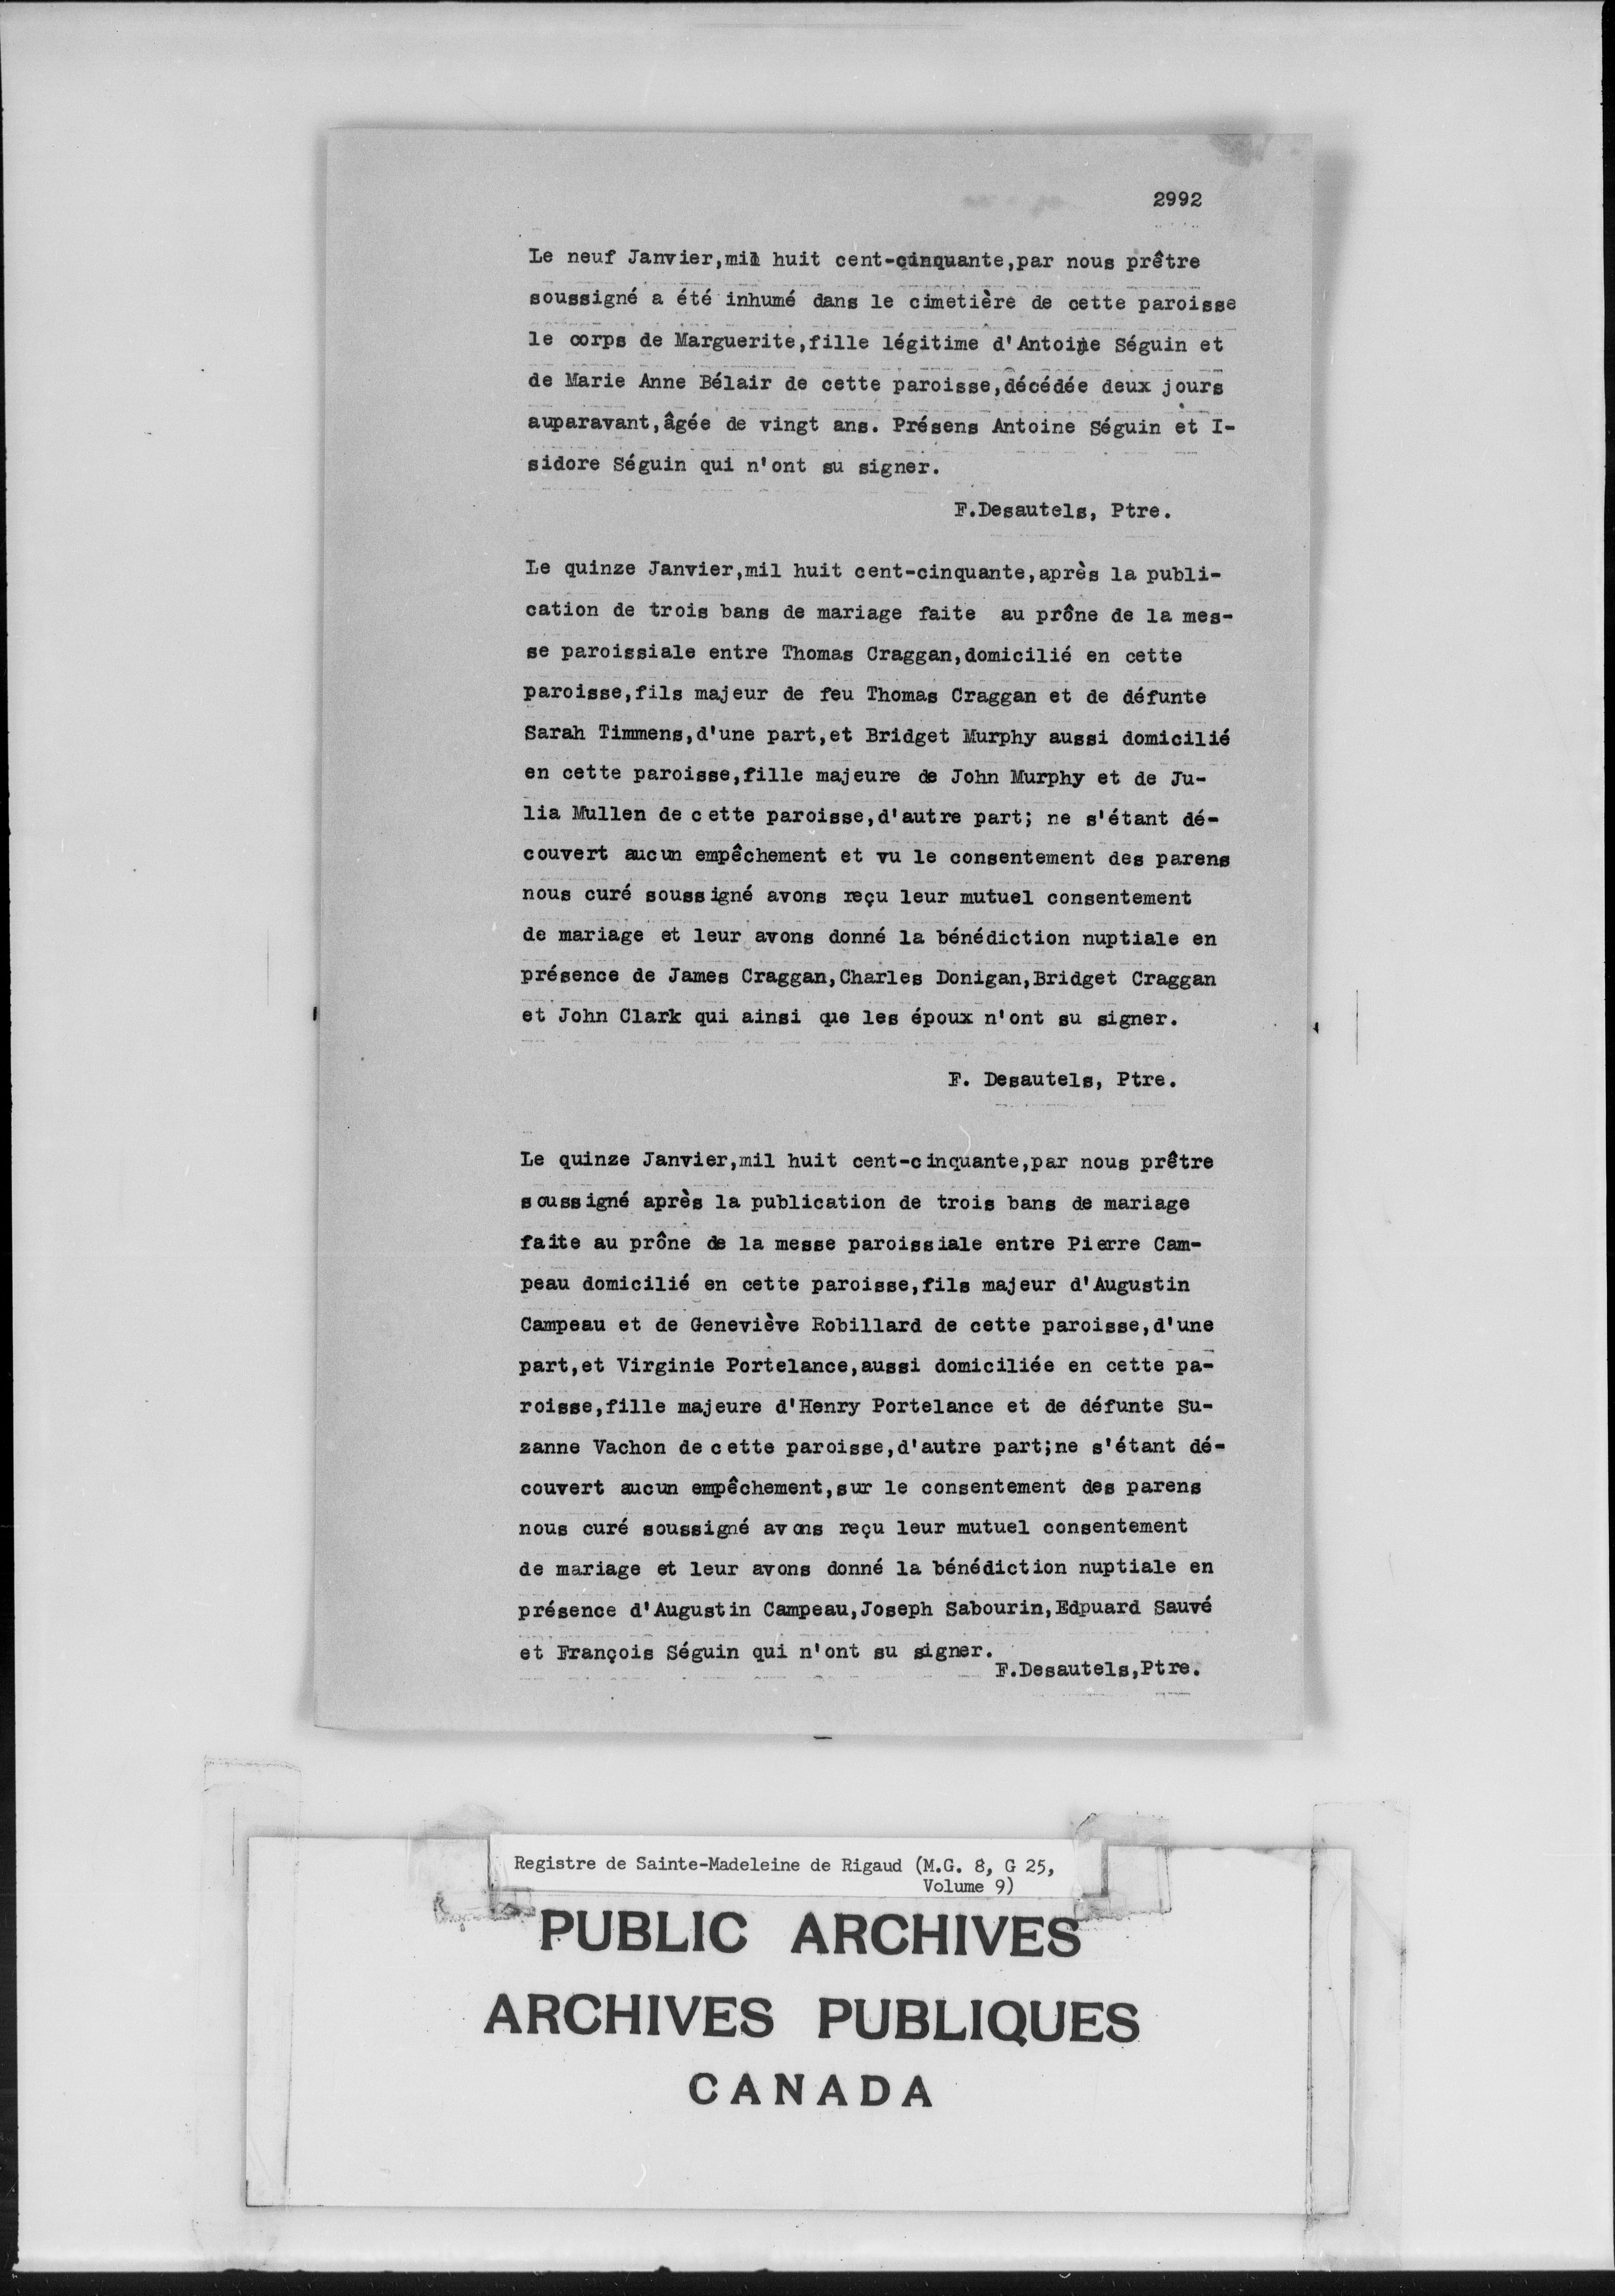 2992
Le neuf Janvier,mil huit cent-cinquante,par nous prêtre
soussigné a été inhumé dans le cimetière de cette paroisse
le corps de Marguerite,fille légitime d'Antoine Séguin et
de Marie Anne Bélair de cette paroisse,décédée deux jours
auparavant,âgée de vingt ans. Présens Antoine Séguin et I-
sidore Séguin qui n'ont su signer.
F.Desautels, Ptre.
Le quinze Janvier,mil huit cent-cinquante,après la publi-
cation de trois bans de mariage faite au prône de la mes-
se paroissiale entre Thomas Craggan,domicilié en cette
paroisse,fils majeur de feu Thomas Craggan et de défunte
Sarah Timmens,d'une part,et Bridget Murphy aussi domicilié
en cette paroisse,fille majeure de John Murphy et de Ju-
lia Mullen de cette paroisse,d'autre part; ne s'étant dé-
couvert aucun empêchement et vu le consentement des parens
nous curé soussigné avons reçu leur mutuel consentement
de mariage et leur avons donné la bénédiction nuptiale en
présence de James Craggan,Charles Donigan,Bridget Craggan
et John Clark qui ainsi que les époux n'ont su signer.
F. Desautels, Ptre.
Le quinze Janvier,mil huit cent-cinquante,par nous prêtre
soussigné après la publication de trois bans de mariage
faite au prône de la messe paroissiale entre Pierre Cam-
peau domicilié en cette paroisse,fils majeur d'Augustin
Campeau et de Geneviève Robillard de cette paroisse,d'une
part,et Virginie Portelance,aussi domiciliée en cette pa-
roisse,fille majeure d'Henry Portelance et de défunte Su-
zanne Vachon de cette paroisse,d'autre part;ne s'étant dé-
couvert aucun empêchement,sur le consentement des parens
nous curé soussigné avons reçu leur mutuel consentement
de mariage et leur avons donné la bénédiction nuptiale en
présence d'Augustin Campeau,Joseph Sabourin,Edpuard Sauvé
et François Séguin qui n'ont su signer.
F.Desautels,Ptre.
Registre de Sainte-Madeleine de Rigaud (M.G. 8, G 25,
Volume 9)
PUBLIC ARCHIVES
ARCHIVES PUBLIQUES
CANADA